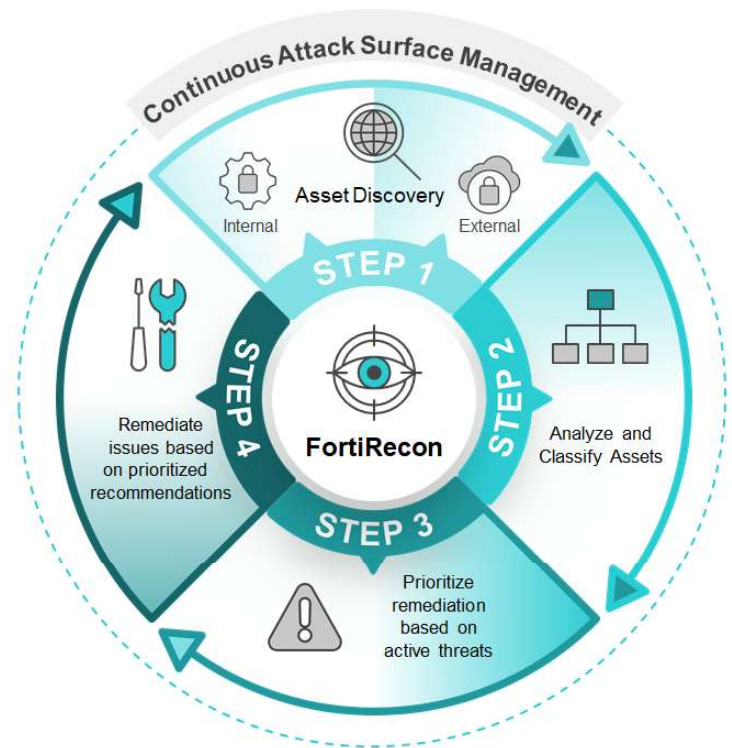 Continuous Attack Surface Management
Asset Discovery
Internal
External
STEP 1
STEP 2
Analyze and
Classify Assets
STEP 3
Prioritize
remediation
based on
active threats
STEP 4
Remediate
issues based
on prioritized
recommendations
FortiRecon